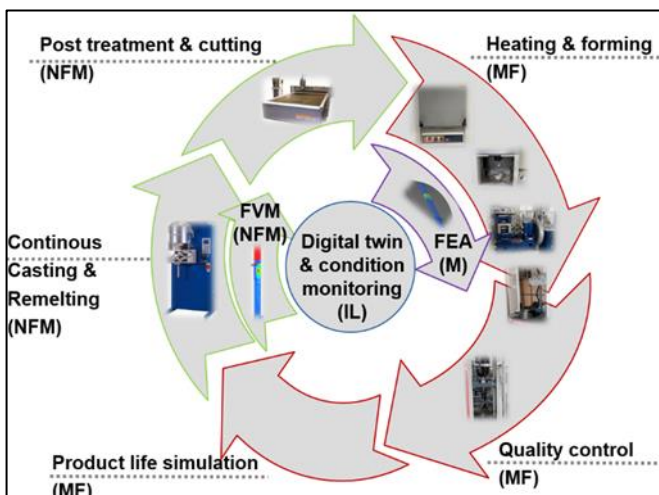 Post treatment & cutting
(NFM)
Heating & forming
(MF)
FVM
(NFM)
Digital twin
& condition
monitoring
(IL)
FEA
(M)
Continous
Casting &
Remelting
(NFM)
Product life simulation
(MF)
Quality control
(MF)